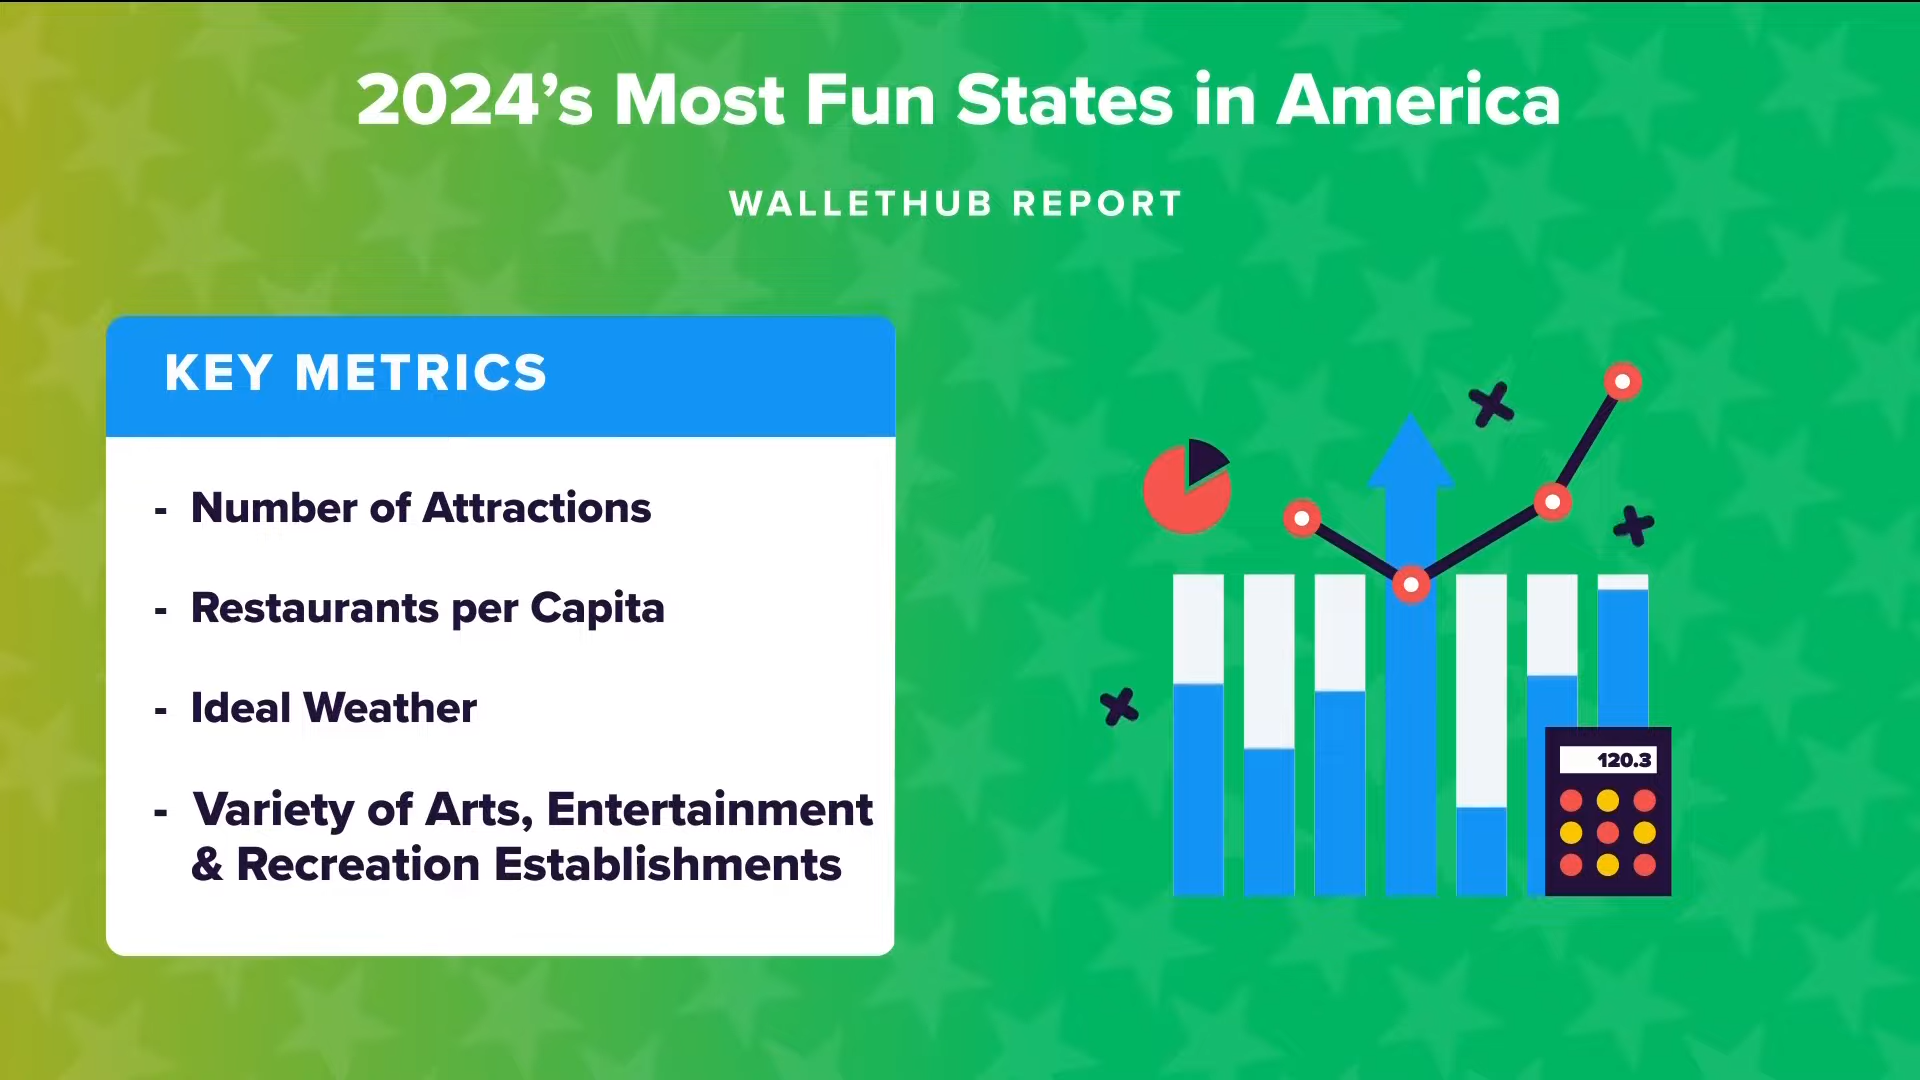 2024’s Most Fun States in America
WALLETHUB REPORT
KEY METRICS
- Number of Attractions
- Restaurants per Capita
- Ideal Weather
- Variety of Arts, Entertainment
& Recreation Establishments
120.3